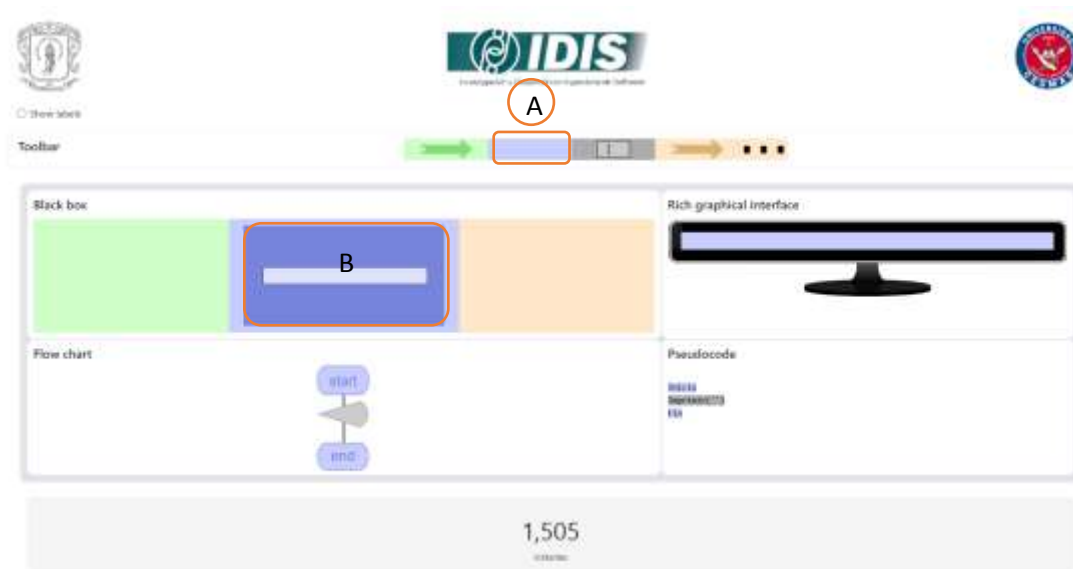 IDIS
A
Show labels
Toolbar
Black box
B
Rich graphical interface
Flow chart
start
end
Pseudocode
1,505